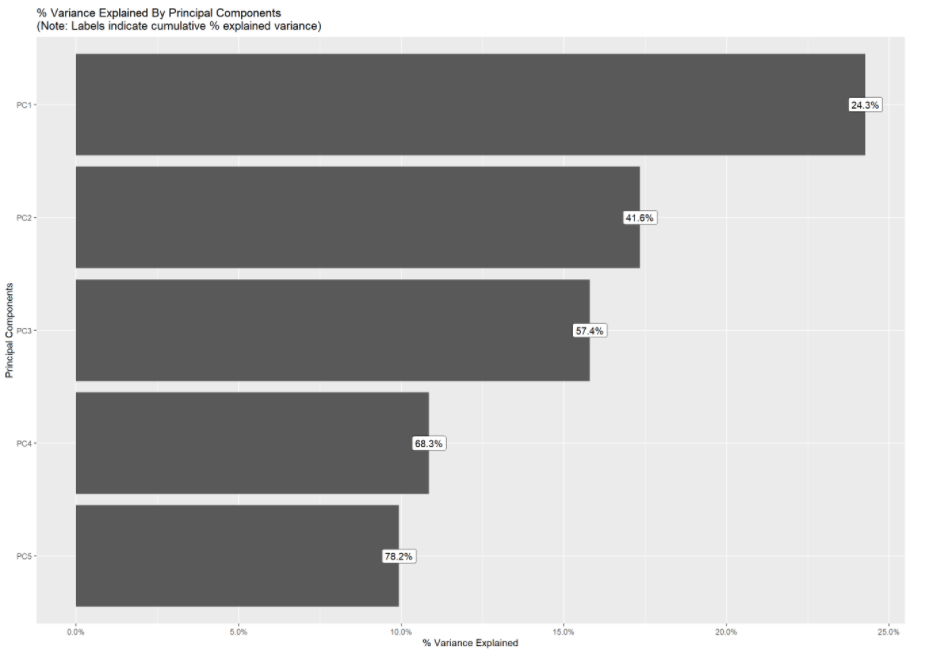 % Variance Explained By Principal Components
(Note: Labels indicate cumulative % explained variance)
Principal Components
PC1
24.3%
PC2
41.6%
PC3
57.4%
PC4
68.3%
PC5
78.2%
0.0% 5.0% 10.0% 15.0% 20.0% 25.0%
% Variance Explained